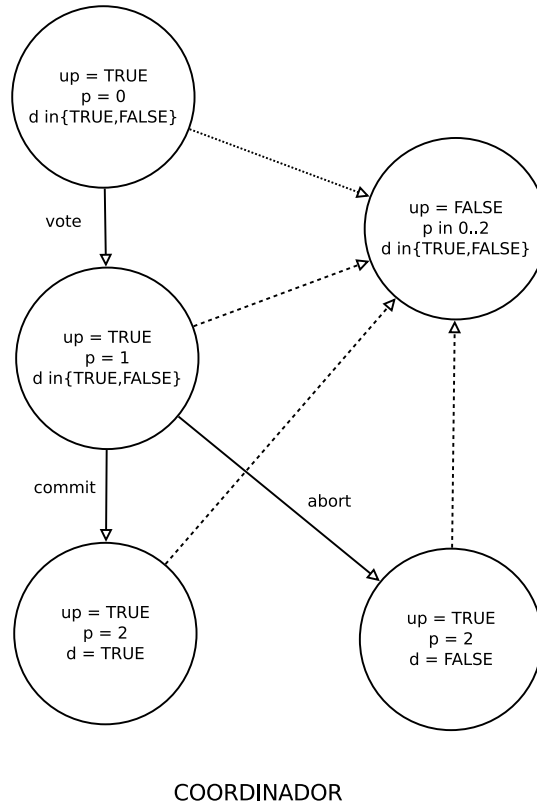 up = TRUE
p = 0
d in{TRUE,FALSE}
vote
up = FALSE
p in 0..2
d in{TRUE,FALSE}
up = TRUE
p = 1
d in{TRUE,FALSE}
commit
abort
up = TRUE
p = 2
d = TRUE
up = TRUE
p = 2
d = FALSE
COORDINADOR